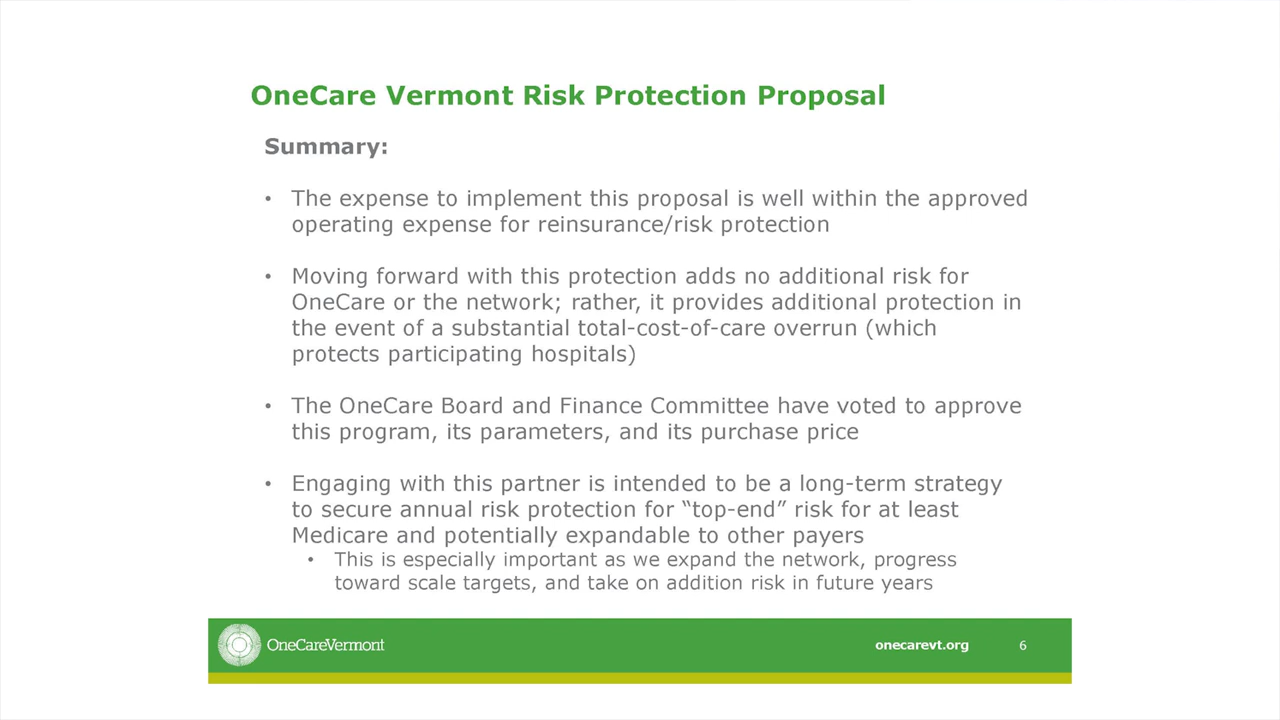 OneCare Vermont Risk Protection Proposal
Summary:
• The expense to implement this proposal is well within the approved
operating expense for reinsurance/risk protection
• Moving forward with this protection adds no additional risk for
OneCare or the network; rather, it provides additional protection in
the event of a substantial total-cost-of-care overrun (which
protects participating hospitals)
• The OneCare Board and Finance Committee have voted to approve
this program, its parameters, and its purchase price
• Engaging with this partner is intended to be a long-term strategy
to secure annual risk protection for “top-end” risk for at least
Medicare and potentially expandable to other payers
• This is especially important as we expand the network, progress
toward scale targets, and take on addition risk in future years
OneCareVermont
onecarevt.org 6